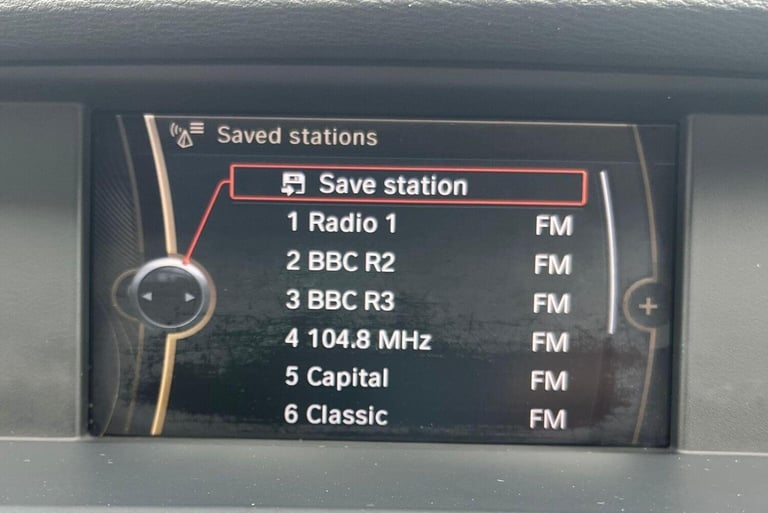 Saved stations
Save station
1 Radio 1 FM
2 BBC R2 FM
3 BBC R3 FM
4 104.8 MHz FM
5 Capital FM
6 Classic FM